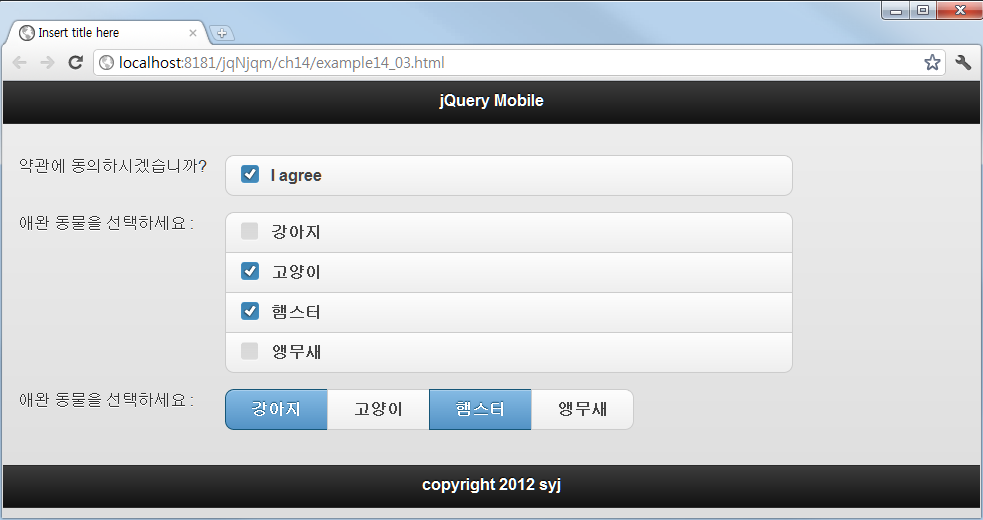 Insert title here
localhost:8181/jqNjqm/ch14/example14_03.html
jQuery Mobile
약관에 동의하시겠습니까?
I agree
애완 동물을 선택하세요 :
강아지
고양이
햄스터
앵무새
애완 동물을 선택하세요 :
강아지 고양이 햄스터 앵무새
copyright 2012 syj